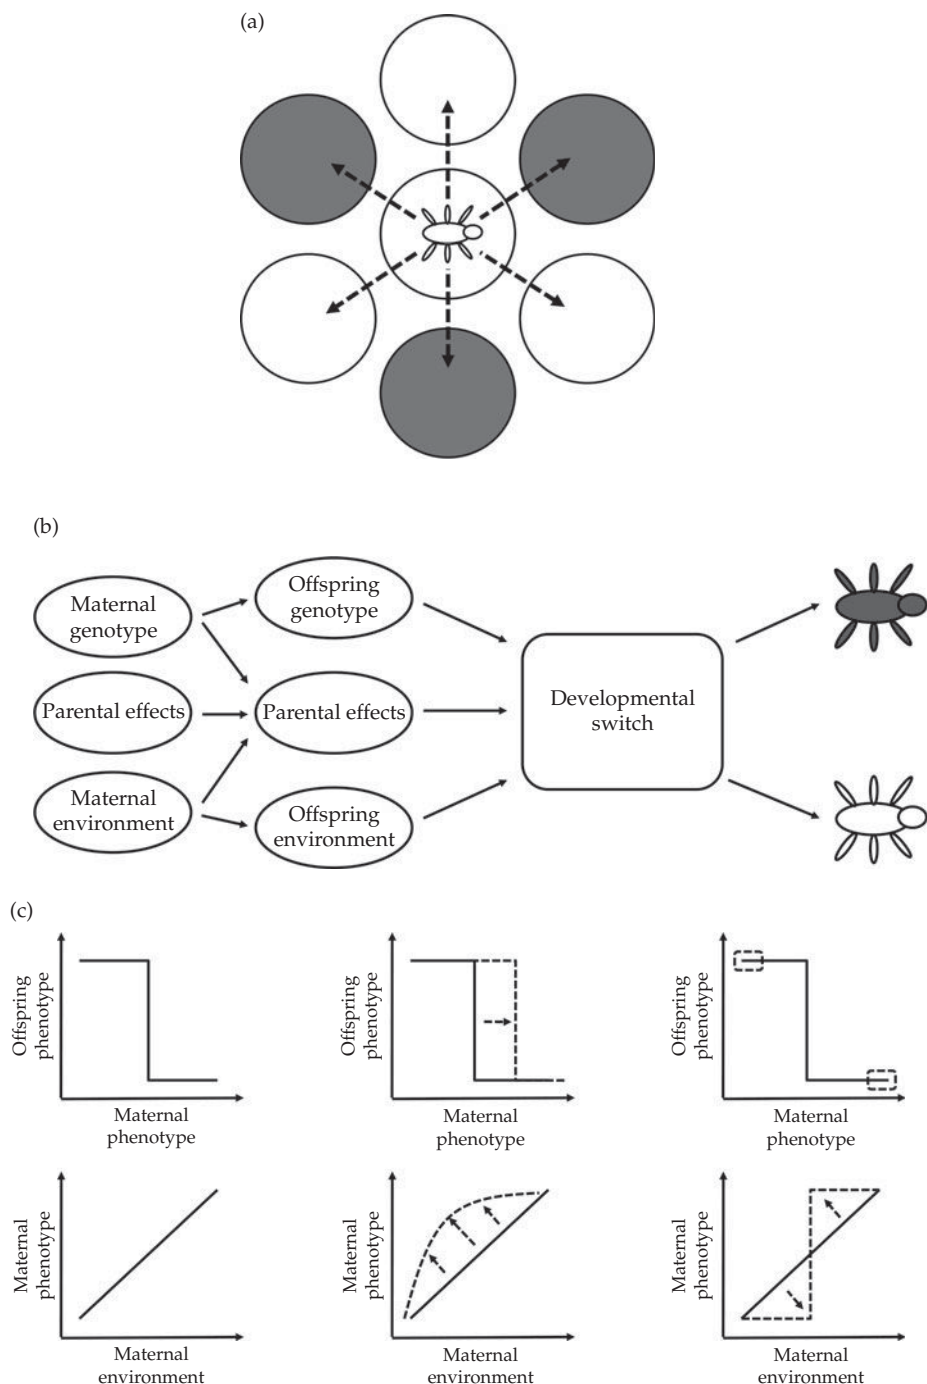 (a)
(b)
Maternal
genotype
Parental effects
Maternal
environment
Offspring
genotype
Parental effects
Offspring
environment
Developmental
switch
(c)
Offspring
phenotype
Maternal
phenotype
Offspring
phenotype
Maternal
phenotype
Offspring
phenotype
Maternal
phenotype
Maternal
phenotype
Maternal
environment
Maternal
phenotype
Maternal
environment
Maternal
phenotype
Maternal
environment